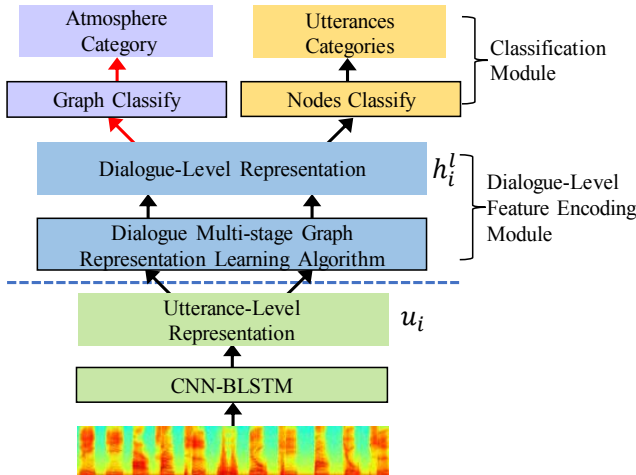 Atmosphere
Category
Utterances
Categories
Classification
Module
Graph Classify
Nodes Classify
Dialogue-Level Representation
h_i^l
Dialogue-Level
Feature Encoding
Module
Dialogue Multi-stage Graph
Representation Learning Algorithm
Utterance-Level
Representation
u_i
CNN-BLSTM